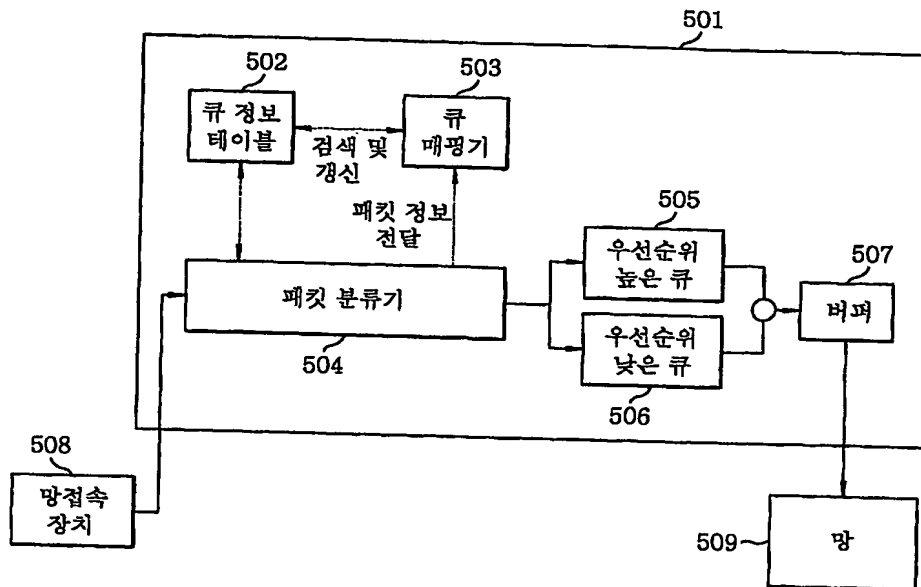 501
502
503
큐 정보
테이블
큐
매핑기
검색 및
갱신
패킷 정보
전달
505
우선순위
높은 큐
507
버퍼
패킷 분류기
504
우선순위
낮은 큐
506
508
망접속
장치
509
망